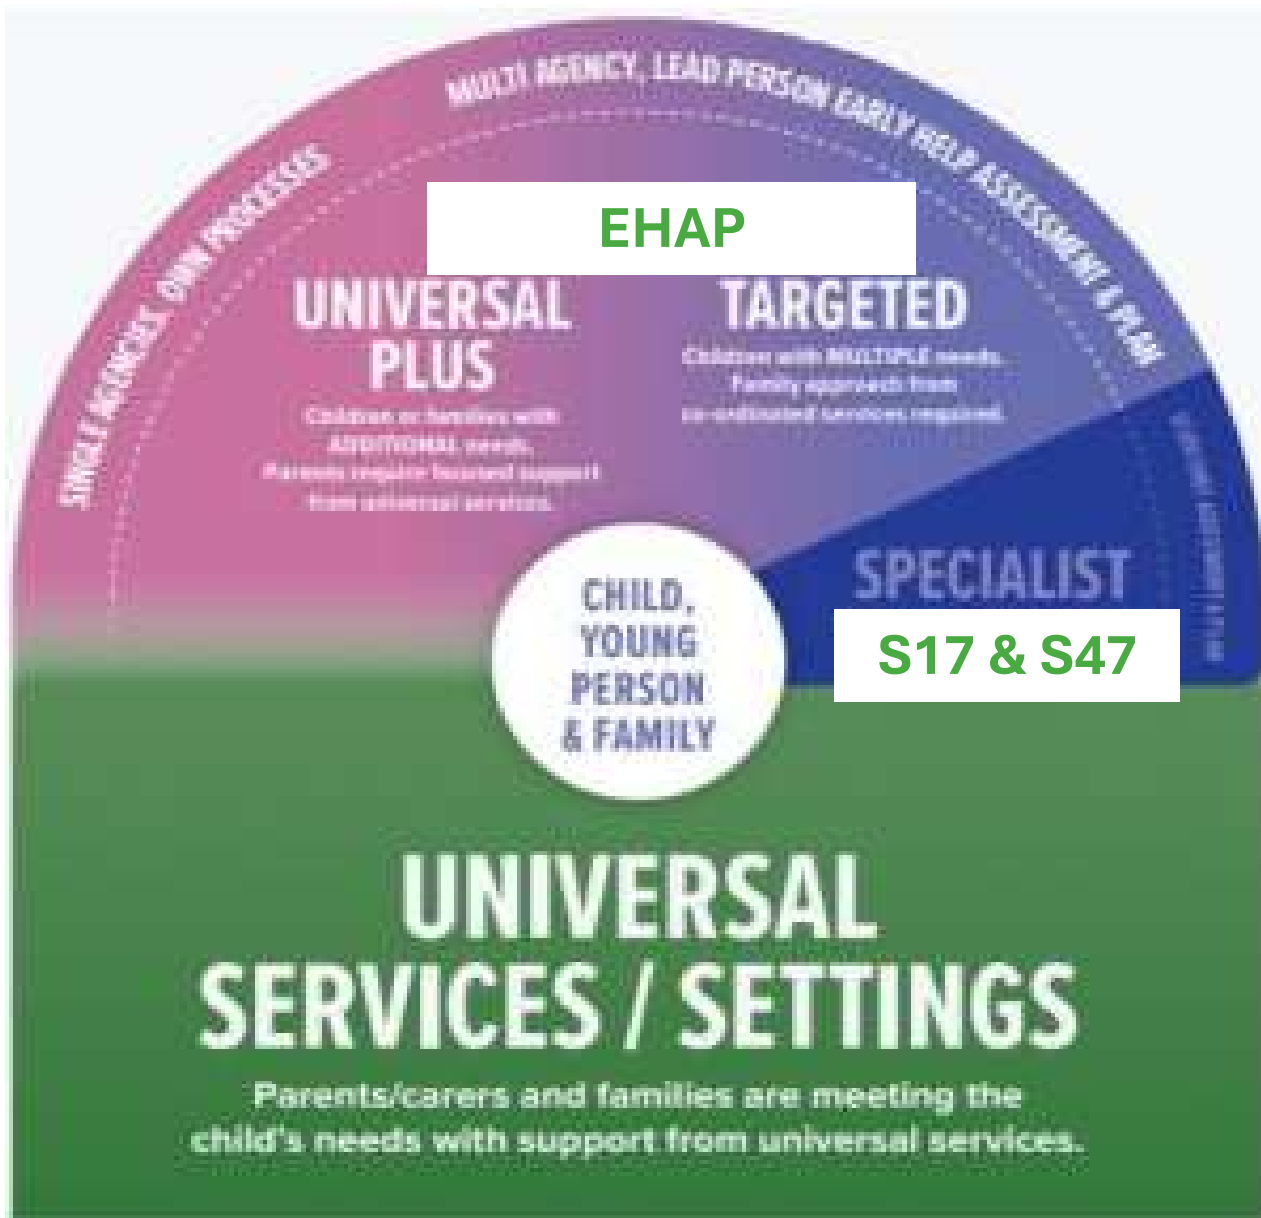 MULTI AGENCY, LEAD PERSON EARLY HELP ASSESSMENT & PLAN
SINGLE AGENCIES, OWN PROCESSES
EHAP
UNIVERSAL
PLUS
Children or families with
ADDITIONAL needs.
Parents require focused support
from universal services.
TARGETED
Children with MULTIPLE needs.
Family approach from
co-ordinated services required.
SPECIALIST
S17 & S47
CHILD,
YOUNG
PERSON
& FAMILY
UNIVERSAL
SERVICES / SETTINGS
Parents/carers and families are meeting the
child's needs with support from universal services.